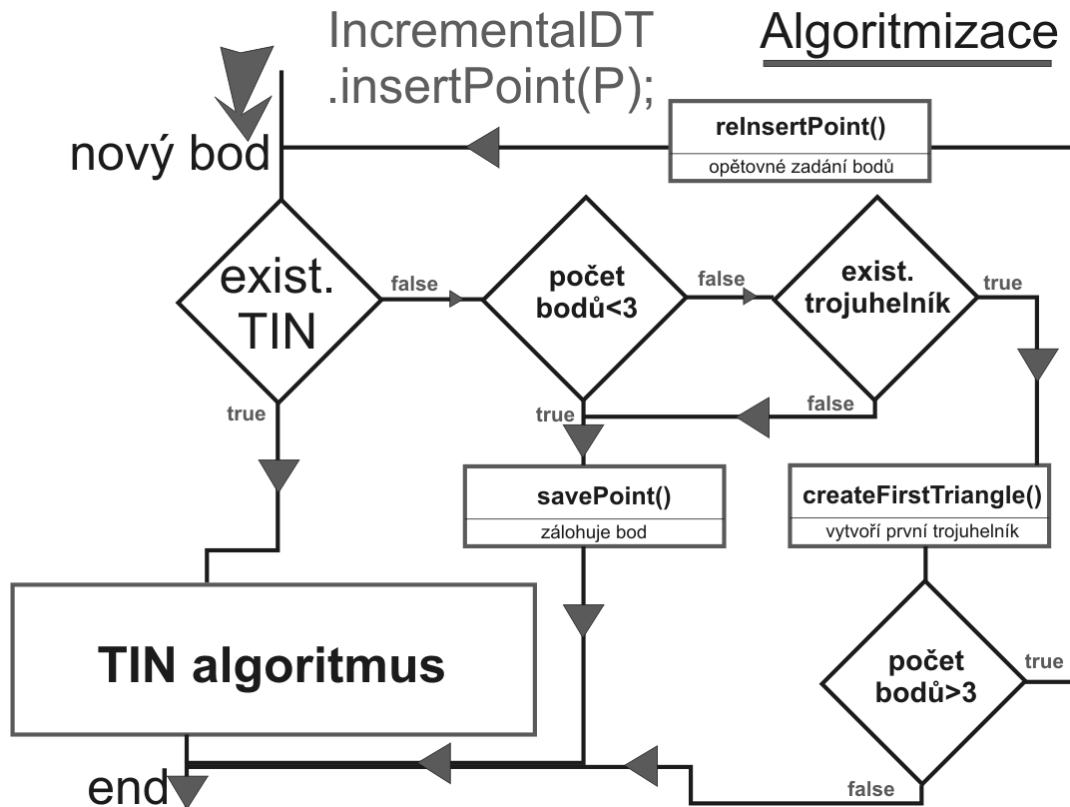 IncrementalDT
.insertPoint(P);
Algoritmizace
nový bod
reInsertPoint()
opětovné zadání bodů
exist.
TIN
false
počet
bodů<3
false
exist.
trojuhelník
true
true
true
false
savePoint()
zálohuje bod
createFirstTriangle()
vytvoří první trojuhelník
TIN algoritmus
počet
bodů>3
true
false
end